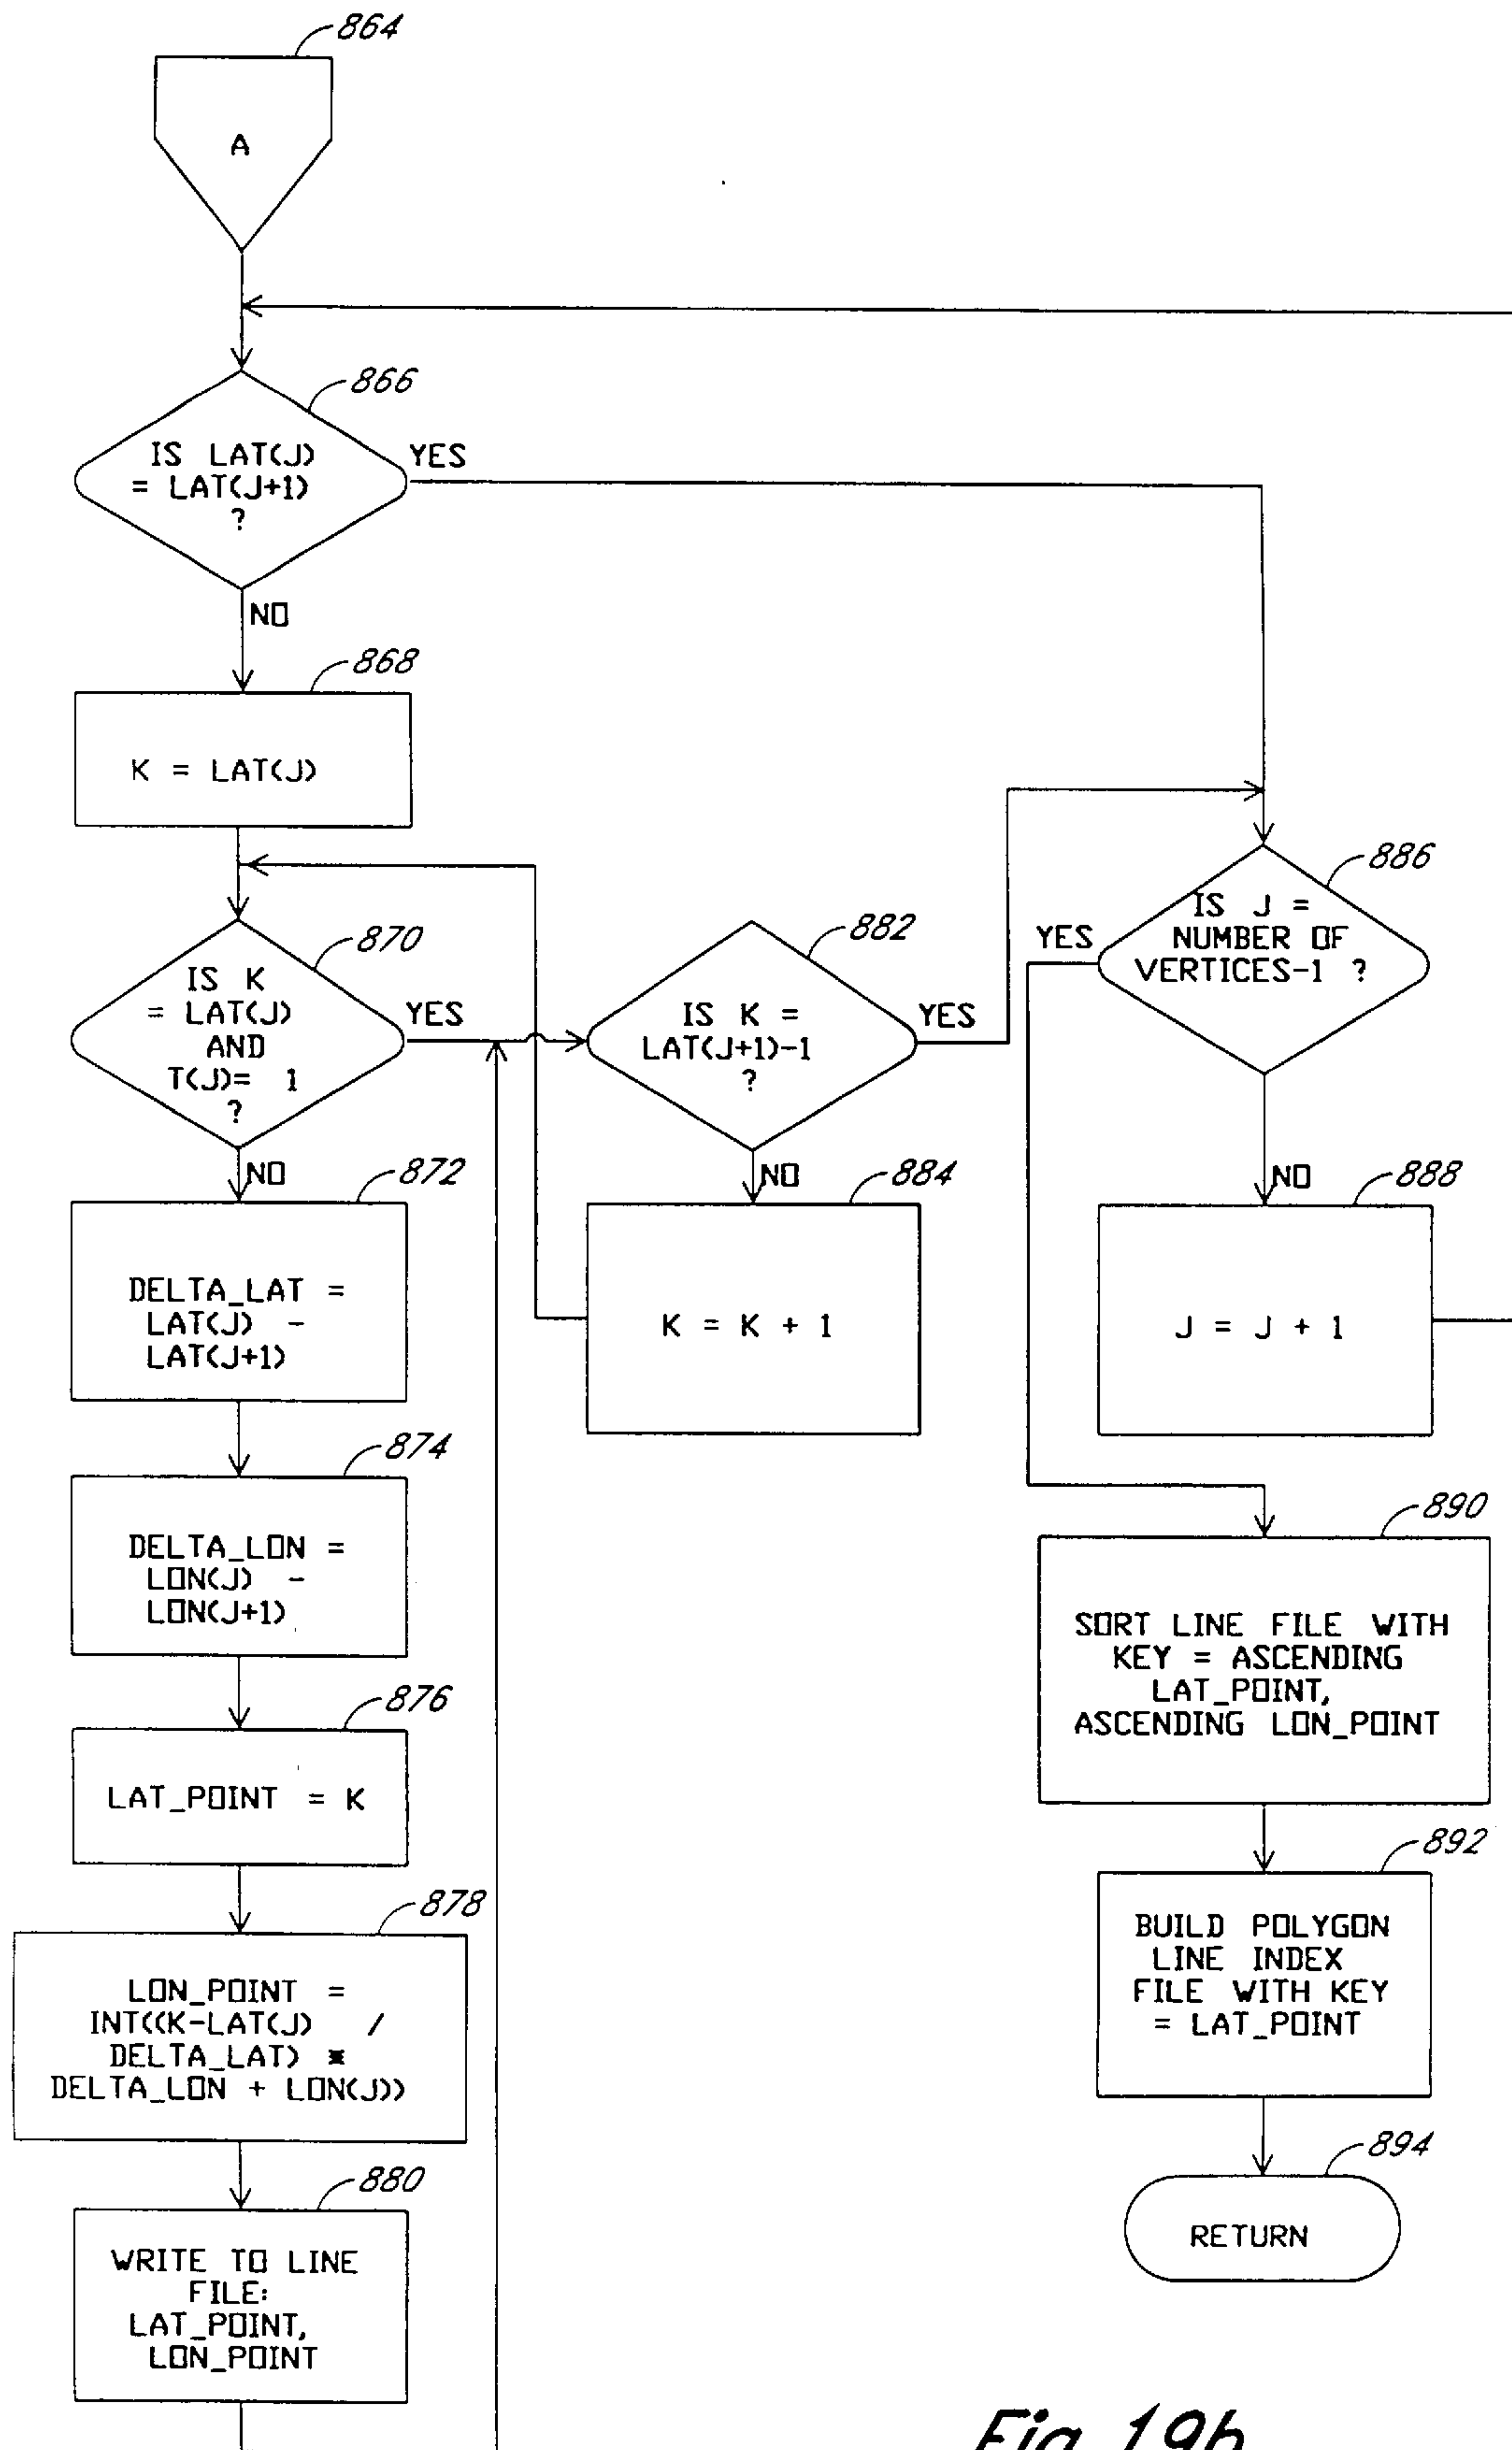 864
A
866
IS LAT(J)
= LAT(J+1)
?
YES
NO
868
K = LAT(J)
870
IS K
= LAT(J)
AND
T(J)= 1
?
YES
NO
872
DELTA_LAT =
LAT(J) -
LAT(J+1)
874
DELTA_LON =
LON(J) -
LON(J+1)
876
LAT_POINT = K
878
LON_POINT =
INT((K-LAT(J) /
DELTA_LAT) *
DELTA_LON + LON(J))
880
WRITE TO LINE
FILE:
LAT_POINT,
LON_POINT
882
IS K =
LAT(J+1)-1
?
YES
NO
884
K = K + 1
886
IS J =
NUMBER OF
VERTICES-1 ?
YES
NO
888
J = J + 1
890
SORT LINE FILE WITH
KEY = ASCENDING
LAT_POINT,
ASCENDING LON_POINT
892
BUILD POLYGON
LINE INDEX
FILE WITH KEY
= LAT_POINT
894
RETURN
Fig. 19b